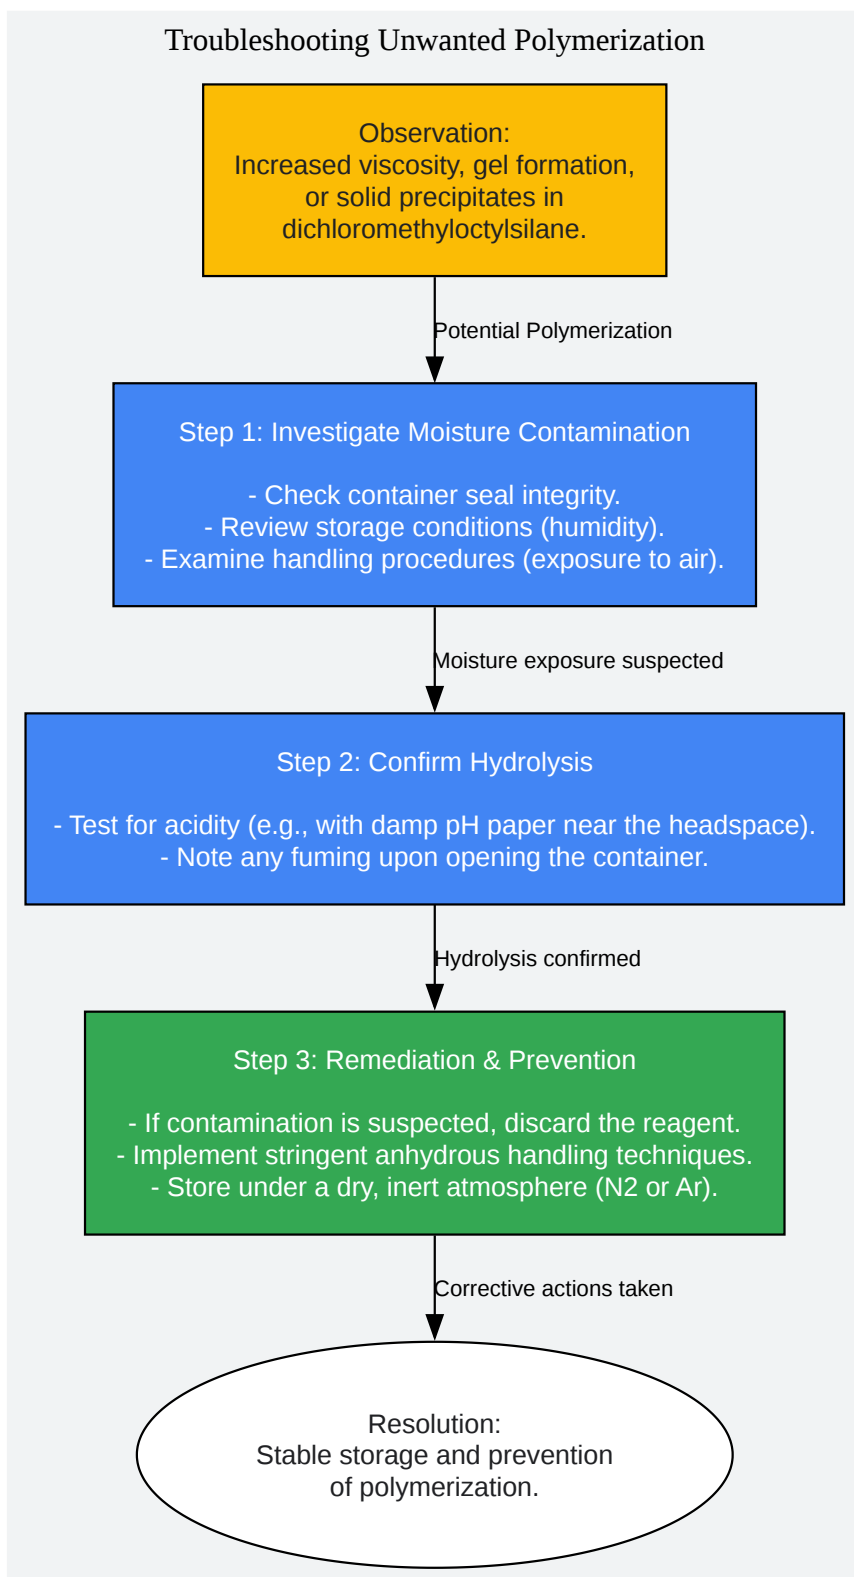 Troubleshooting Unwanted Polymerization
Observation:
Increased viscosity, gel formation,
or solid precipitates in
dichloromethyloctylsilane.
Potential Polymerization
Step 1: Investigate Moisture Contamination
- Check container seal integrity.
- Review storage conditions (humidity).
- Examine handling procedures (exposure to air).
Moisture exposure suspected
Step 2: Confirm Hydrolysis
- Test for acidity (e.g., with damp pH paper near the headspace).
- Note any fuming upon opening the container.
Hydrolysis confirmed
Step 3: Remediation & Prevention
- If contamination is suspected, discard the reagent.
- Implement stringent anhydrous handling techniques.
- Store under a dry, inert atmosphere (N2 or Ar).
Corrective actions taken
Resolution:
Stable storage and prevention
of polymerization.